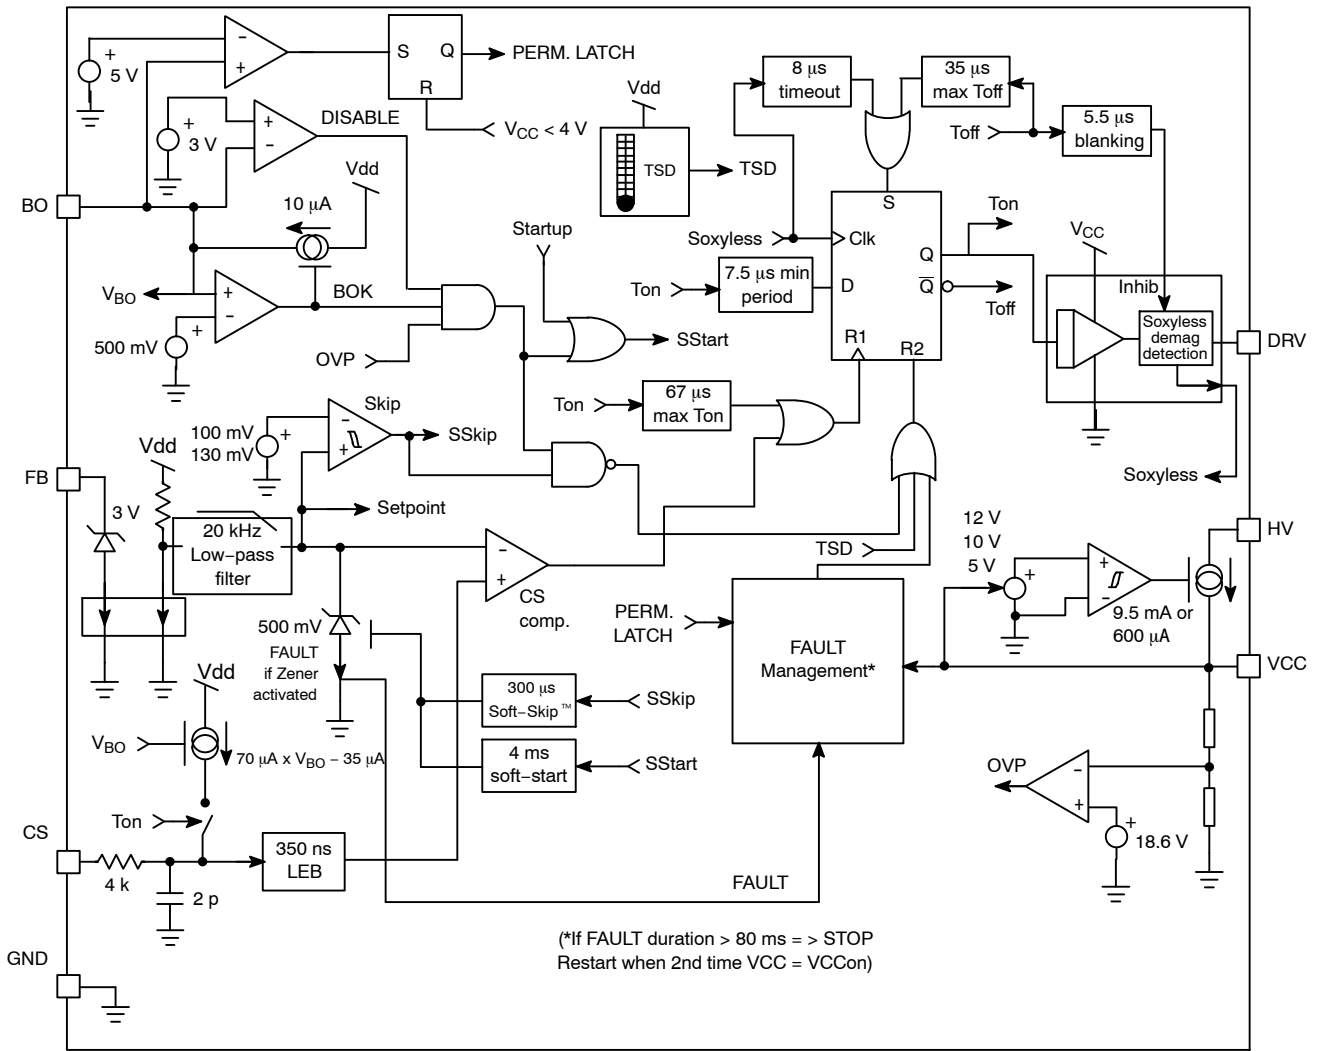 5 V
−
+
+
S
Q
R
PERM. LATCH
VCC < 4 V
3 V
+
+
−
DISABLE
BO
10 μA
Vdd
VBO
+
−
+
500 mV
BOK
OVP
Startup
SStart
Vdd
TSD
TSD
8 μs
timeout
35 μs
max Toff
Toff
5.5 μs
blanking
Soxyless
Ton
7.5 μs min
period
S
Clk
D
Q
Q
R1
R2
Ton
Toff
VCC
Inhib
Soxyless
demag
detection
DRV
Soxyless
Ton
67 μs
max Ton
Skip
100 mV
130 mV
+
−
+
SSkip
Setpoint
FB
3 V
Vdd
20 kHz
Low−pass
filter
−
+
CS
comp.
500 mV
FAULT
if Zener
activated
300 μs
Soft−Skip™
SSkip
4 ms
soft−start
SStart
TSD
PERM.
LATCH
FAULT
Management*
12 V
10 V
5 V
+
+
−
9.5 mA or
600 μA
HV
VCC
OVP
−
+
+
18.6 V
Vdd
VBO
70 μA x VBO − 35 μA
Ton
CS
4 k
2 p
350 ns
LEB
FAULT
GND
(*If FAULT duration > 80 ms = > STOP
Restart when 2nd time VCC = VCCon)